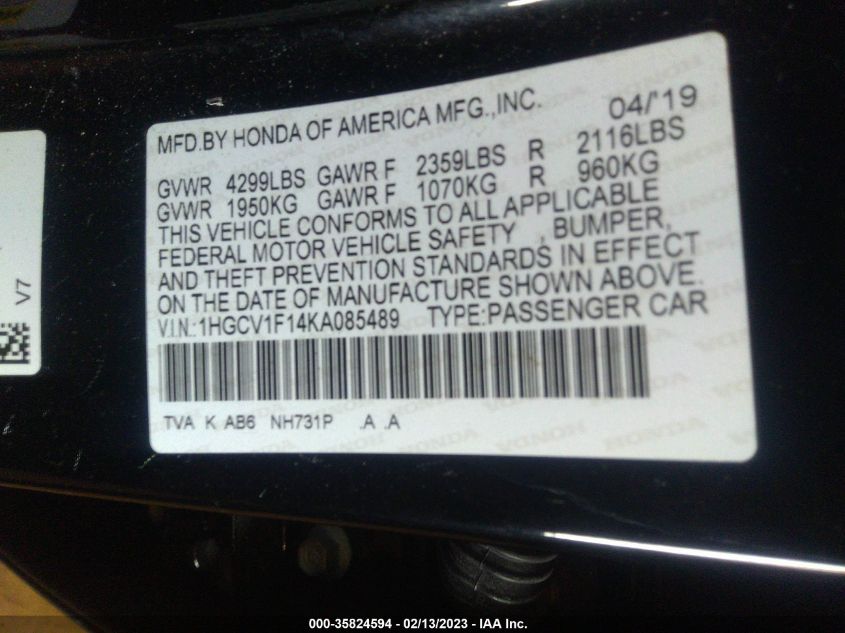 MFD.BY HONDA OF AMERICA MFG.,INC. 04/'19
GVWR 4299LBS GAWR F 2359LBS R 2116LBS
GVWR 1950KG GAWR F 1070KG R 960KG
THIS VEHICLE CONFORMS TO ALL APPLICABLE
FEDERAL MOTOR VEHICLE SAFETY , BUMPER,
AND THEFT PREVENTION STANDARDS IN EFFECT
ON THE DATE OF MANUFACTURE SHOWN ABOVE.
V.I.N.:1HGCV1F14KA085489 TYPE:PASSENGER CAR
TVA K AB6 NH731P .A .A
V7
HONDA HONDA HONDA
000-35824594 - 02/13/2023 - IAA Inc.